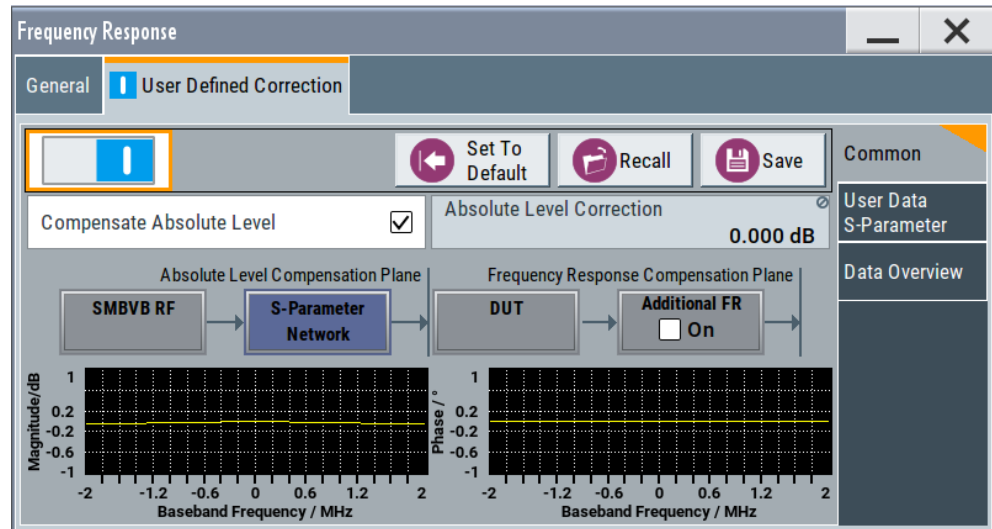 Frequency Response
General
User Defined Correction
Set To
Default
Recall
Save
Common
User Data
S-Parameter
Data Overview
Compensate Absolute Level
Absolute Level Correction
0.000 dB
Absolute Level Compensation Plane
Frequency Response Compensation Plane
SMBVB RF
S-Parameter
Network
DUT
Additional FR
On
Magnitude/dB
1
0.2
-0.2
-0.6
-1
-2 -1.2 -0.6 0 0.6 1.2 2
Baseband Frequency / MHz
Phase / °
1
0.2
-0.2
-0.6
-1
-2 -1.2 -0.6 0 0.6 1.2 2
Baseband Frequency / MHz